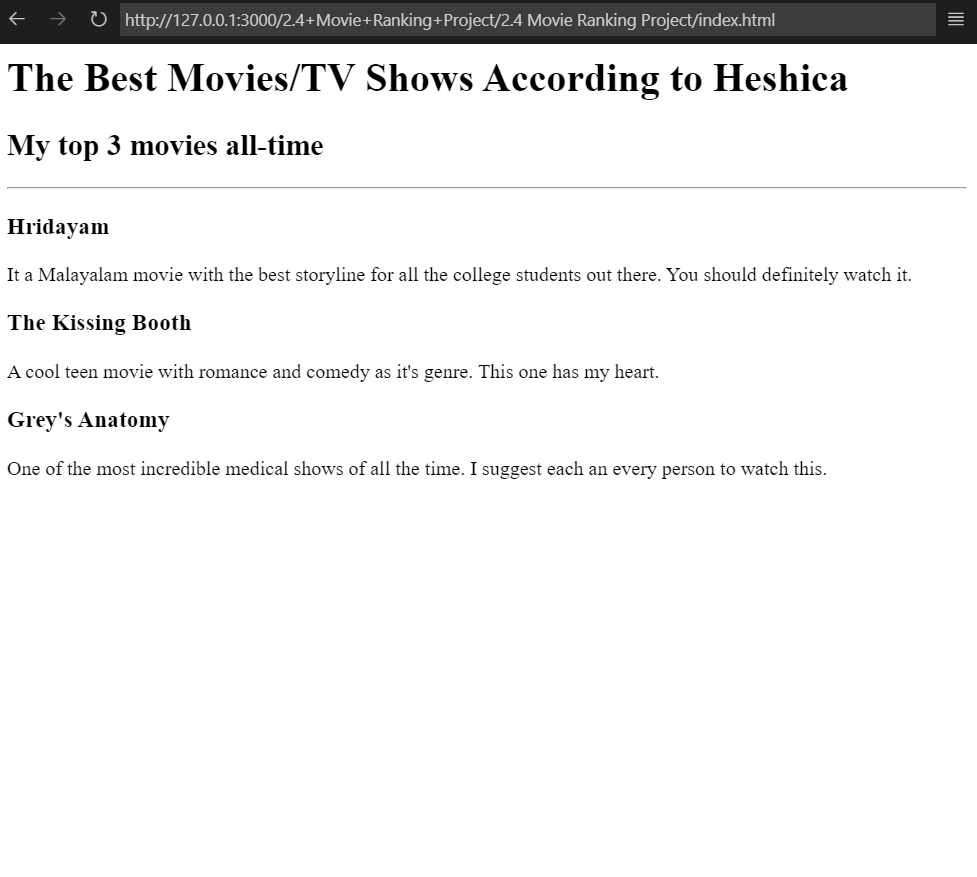 http://127.0.0.1:3000/2.4+Movie+Ranking+Project/2.4 Movie Ranking Project/index.html
The Best Movies/TV Shows According to Heshica
My top 3 movies all-time
Hridayam
It a Malayalam movie with the best storyline for all the college students out there. You should definitely watch it.
The Kissing Booth
A cool teen movie with romance and comedy as it's genre. This one has my heart.
Grey's Anatomy
One of the most incredible medical shows of all the time. I suggest each an every person to watch this.